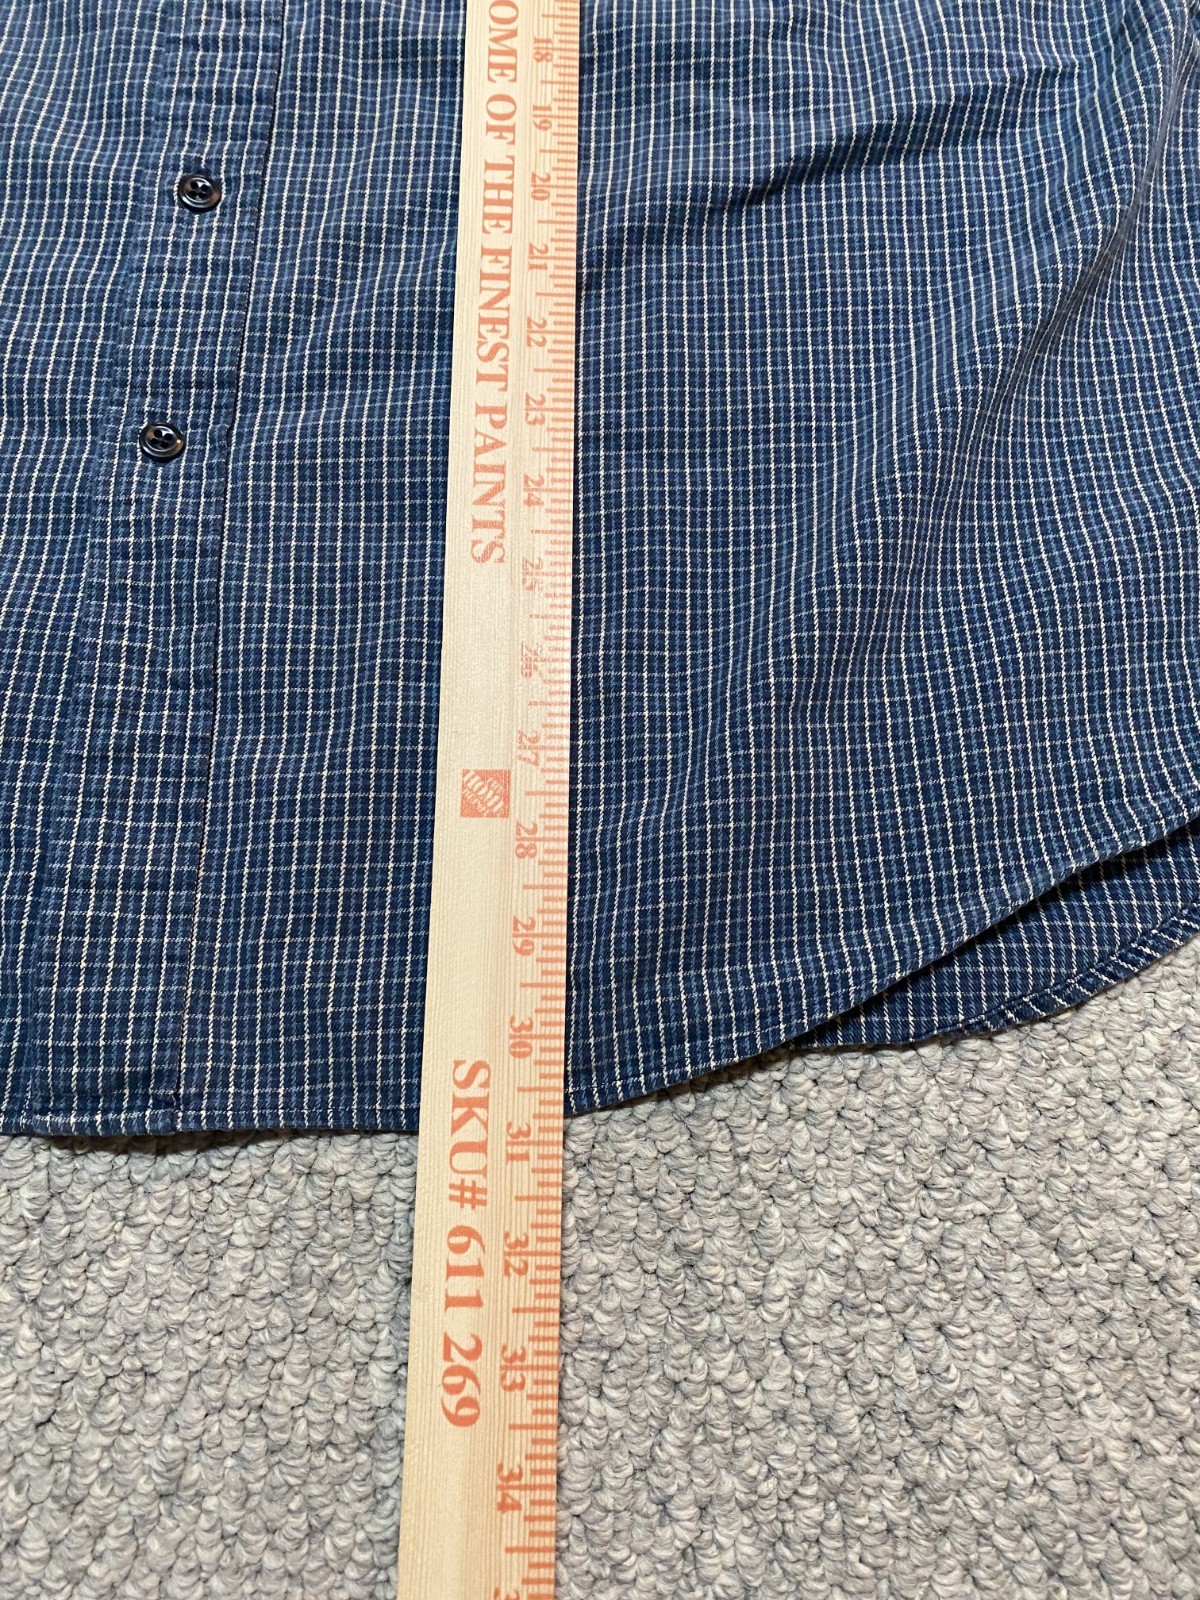 OME OF THE FINEST PAINTS
SKU# 611 269
18 19 20 21 22 23 24 25 26 27 28 29 30 31 32 33 34